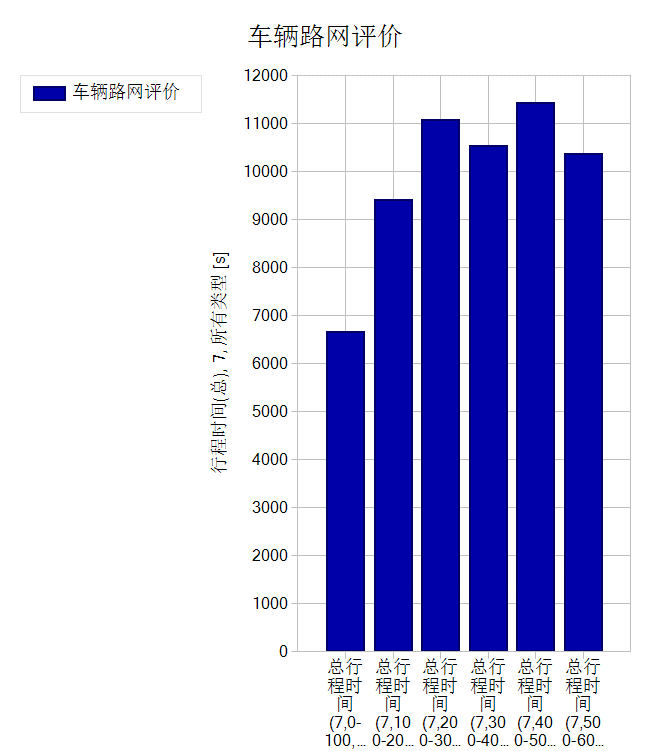 车辆路网评价
车辆路网评价
12000
11000
10000
9000
8000
7000
6000
5000
4000
3000
2000
1000
0
行程时间(总), 7, 所有类型 [s]
总行
程时
间
(7,0-
100,...
总行
程时
间
(7,10
0-20...
总行
程时
间
(7,20
0-30...
总行
程时
间
(7,30
0-40...
总行
程时
间
(7,40
0-50...
总行
程时
间
(7,50
0-60...